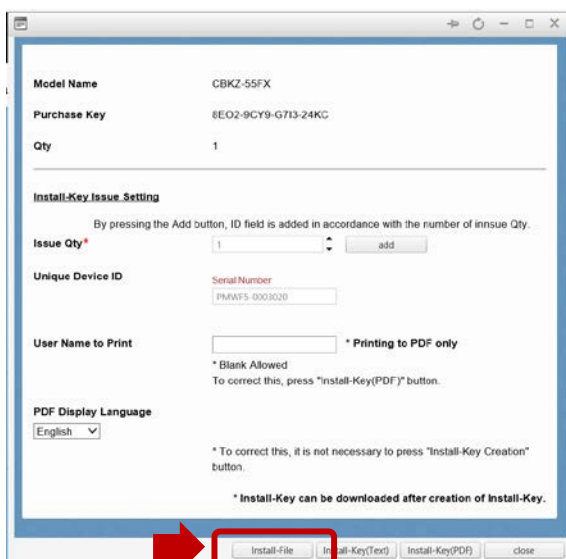 Model Name CBKZ-55FX
Purchase Key 8EO2-9CY9-G7I3-24KC
Qty 1
Install-Key Issue Setting
By pressing the Add button, ID field is added in accordance with the number of innsue Qty.
Issue Qty* 1 add
Unique Device ID Serial Number
PMWF5-0003020
User Name to Print * Printing to PDF only
* Blank Allowed
To correct this, press "Install-Key(PDF)" button.
PDF Display Language
English
* To correct this, it is not necessary to press "Install-Key Creation"
button.
* Install-Key can be downloaded after creation of Install-Key.
Install-File Install-Key(Text) Install-Key(PDF) close